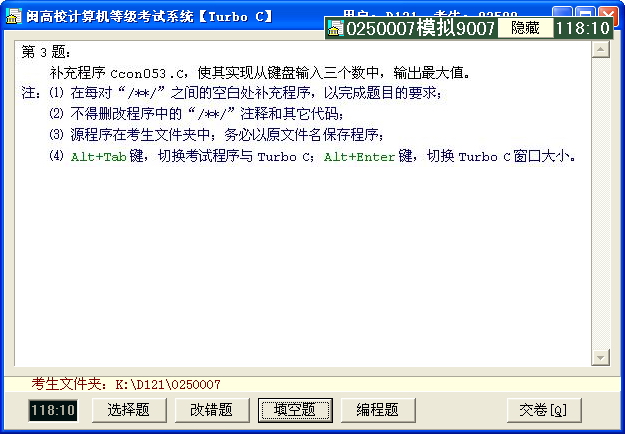 闽高校计算机等级考试系统【Turbo C】
0250007模拟9007 隐藏 118:10
第 3 题:
补充程序 Ccon053.C, 使其实现从键盘输入三个数中, 输出最大值。
注: ⑴ 在每对“/**/”之间的空白处补充程序, 以完成题目的要求;
⑵ 不得删改程序中的“/**/”注释和其它代码;
⑶ 源程序在考生文件夹中; 务必以原文件名保存程序;
⑷ Alt+Tab 键, 切换考试程序与 Turbo C; Alt+Enter 键, 切换 Turbo C 窗口大小。
考生文件夹: K:\D121\0250007
118:10 选择题 改错题 填空题 编程题 交卷[Q]